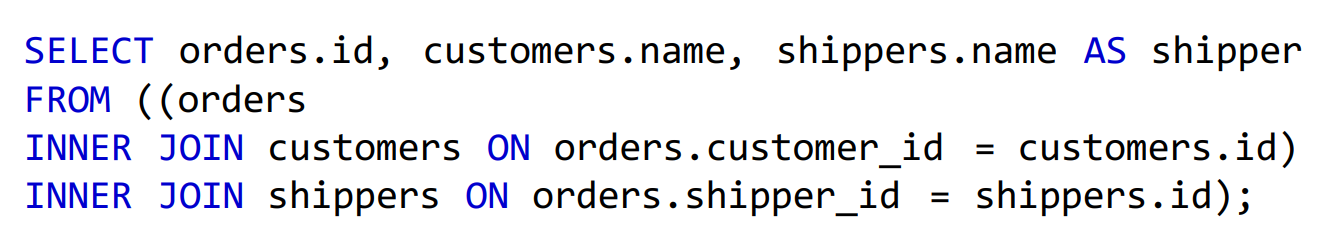 SELECT orders.id, customers.name, shippers.name AS shipper
FROM ((orders
INNER JOIN customers ON orders.customer_id = customers.id)
INNER JOIN shippers ON orders.shipper_id = shippers.id);